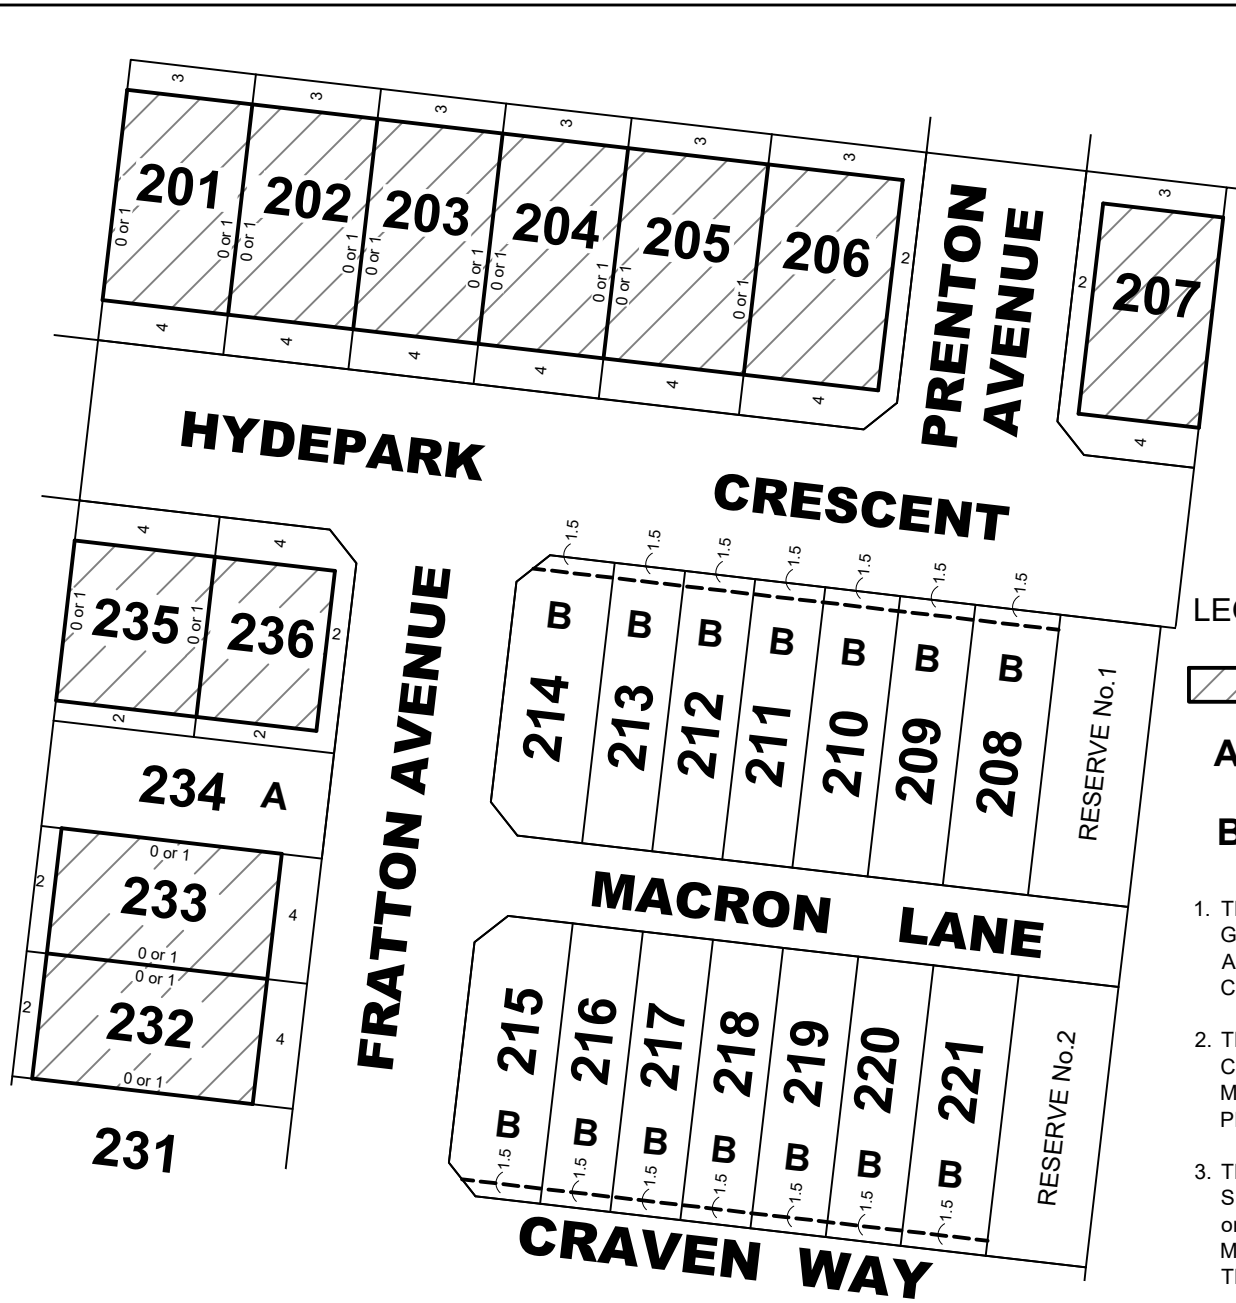 3
3
3
3
3
3
3
201
202
203
204
205
206
207
0 or 1
0 or 1
0 or 1
0 or 1
0 or 1
0 or 1
0 or 1
0 or 1
0 or 1
0 or 1
2
2
4
4
4
4
4
4
4
PRENTON
AVENUE
HYDEPARK
CRESCENT
4
4
235
236
0 or 1
0 or 1
2
2
2
FRATTON AVENUE
1.5
1.5
1.5
1.5
1.5
1.5
1.5
B
B
B
B
B
B
B
214
213
212
211
210
209
208
RESERVE No.1
234 A
0 or 1
233
0 or 1
2
4
0 or 1
232
0 or 1
2
4
231
MACRON LANE
215
216
217
218
219
220
221
RESERVE No.2
B
B
B
B
B
B
B
1.5
1.5
1.5
1.5
1.5
1.5
1.5
CRAVEN WAY
A
B
1.
2.
3.